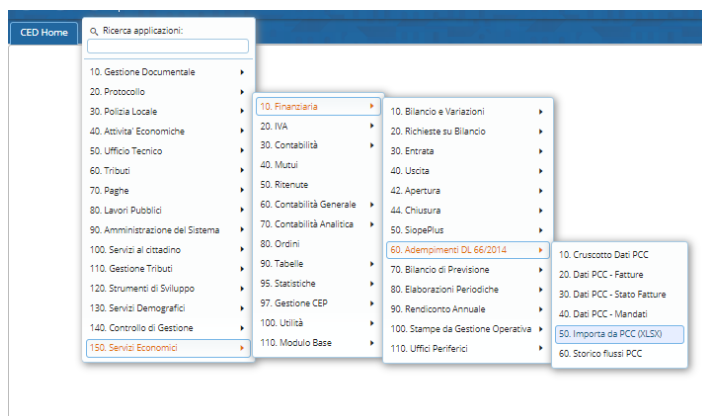 CED Home
Ricerca applicazioni:
10. Gestione Documentale
20. Protocollo
30. Polizia Locale
40. Attivita' Economiche
50. Ufficio Tecnico
60. Tributi
70. Paghe
80. Lavori Pubblici
90. Amministrazione del Sistema
100. Servizi al cittadino
110. Gestione Tributi
120. Strumenti di Sviluppo
130. Servizi Demografici
140. Controllo di Gestione
150. Servizi Economici
10. Finanziaria
20. IVA
30. Contabilità
40. Mutui
50. Ritenute
60. Contabilità Generale
70. Contabilità Analitica
80. Ordini
90. Tabelle
95. Statistiche
97. Gestione CEP
100. Utilità
110. Modulo Base
10. Bilancio e Variazioni
20. Richieste su Bilancio
30. Entrata
40. Uscita
42. Apertura
44. Chiusura
50. SiopePlus
60. Adempimenti DL 66/2014
70. Bilancio di Previsione
80. Elaborazioni Periodiche
90. Rendiconto Annuale
100. Stampe da Gestione Operativa
110. Uffici Periferici
10. Cruscotto Dati PCC
20. Dati PCC - Fatture
30. Dati PCC - Stato Fatture
40. Dati PCC - Mandati
50. Importa da PCC (XLSX)
60. Storico flussi PCC